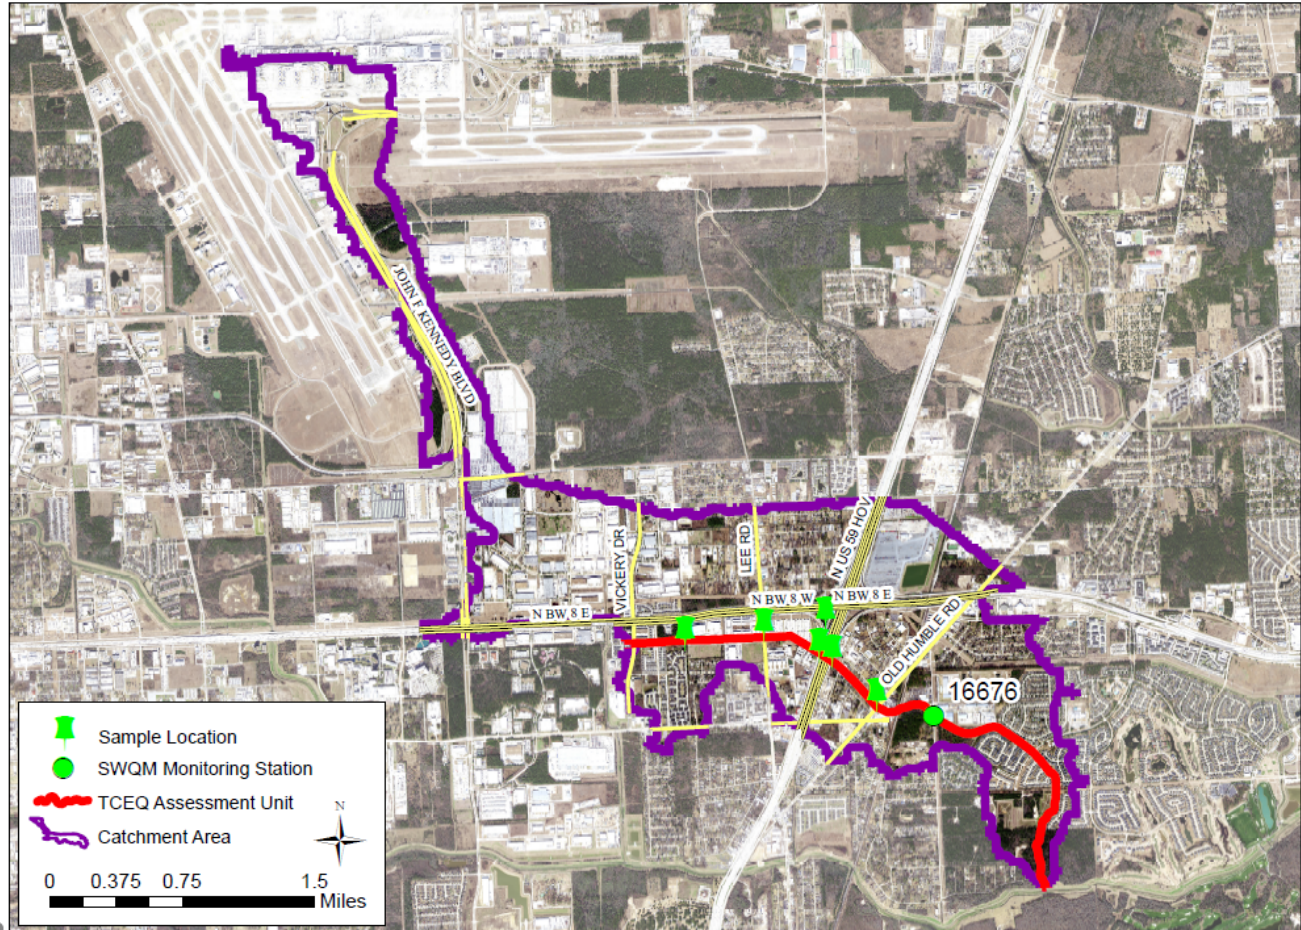 JOHN F KENNEDY BLVD
VICKERY DR
LEE RD
N US 59 HOV
N BW 8 E
N BW 8 W
N BW 8 E
OLD HUMBLE RD
16676
Sample Location
SWQM Monitoring Station
TCEQ Assessment Unit
Catchment Area
N
0 0.375 0.75 1.5
Miles